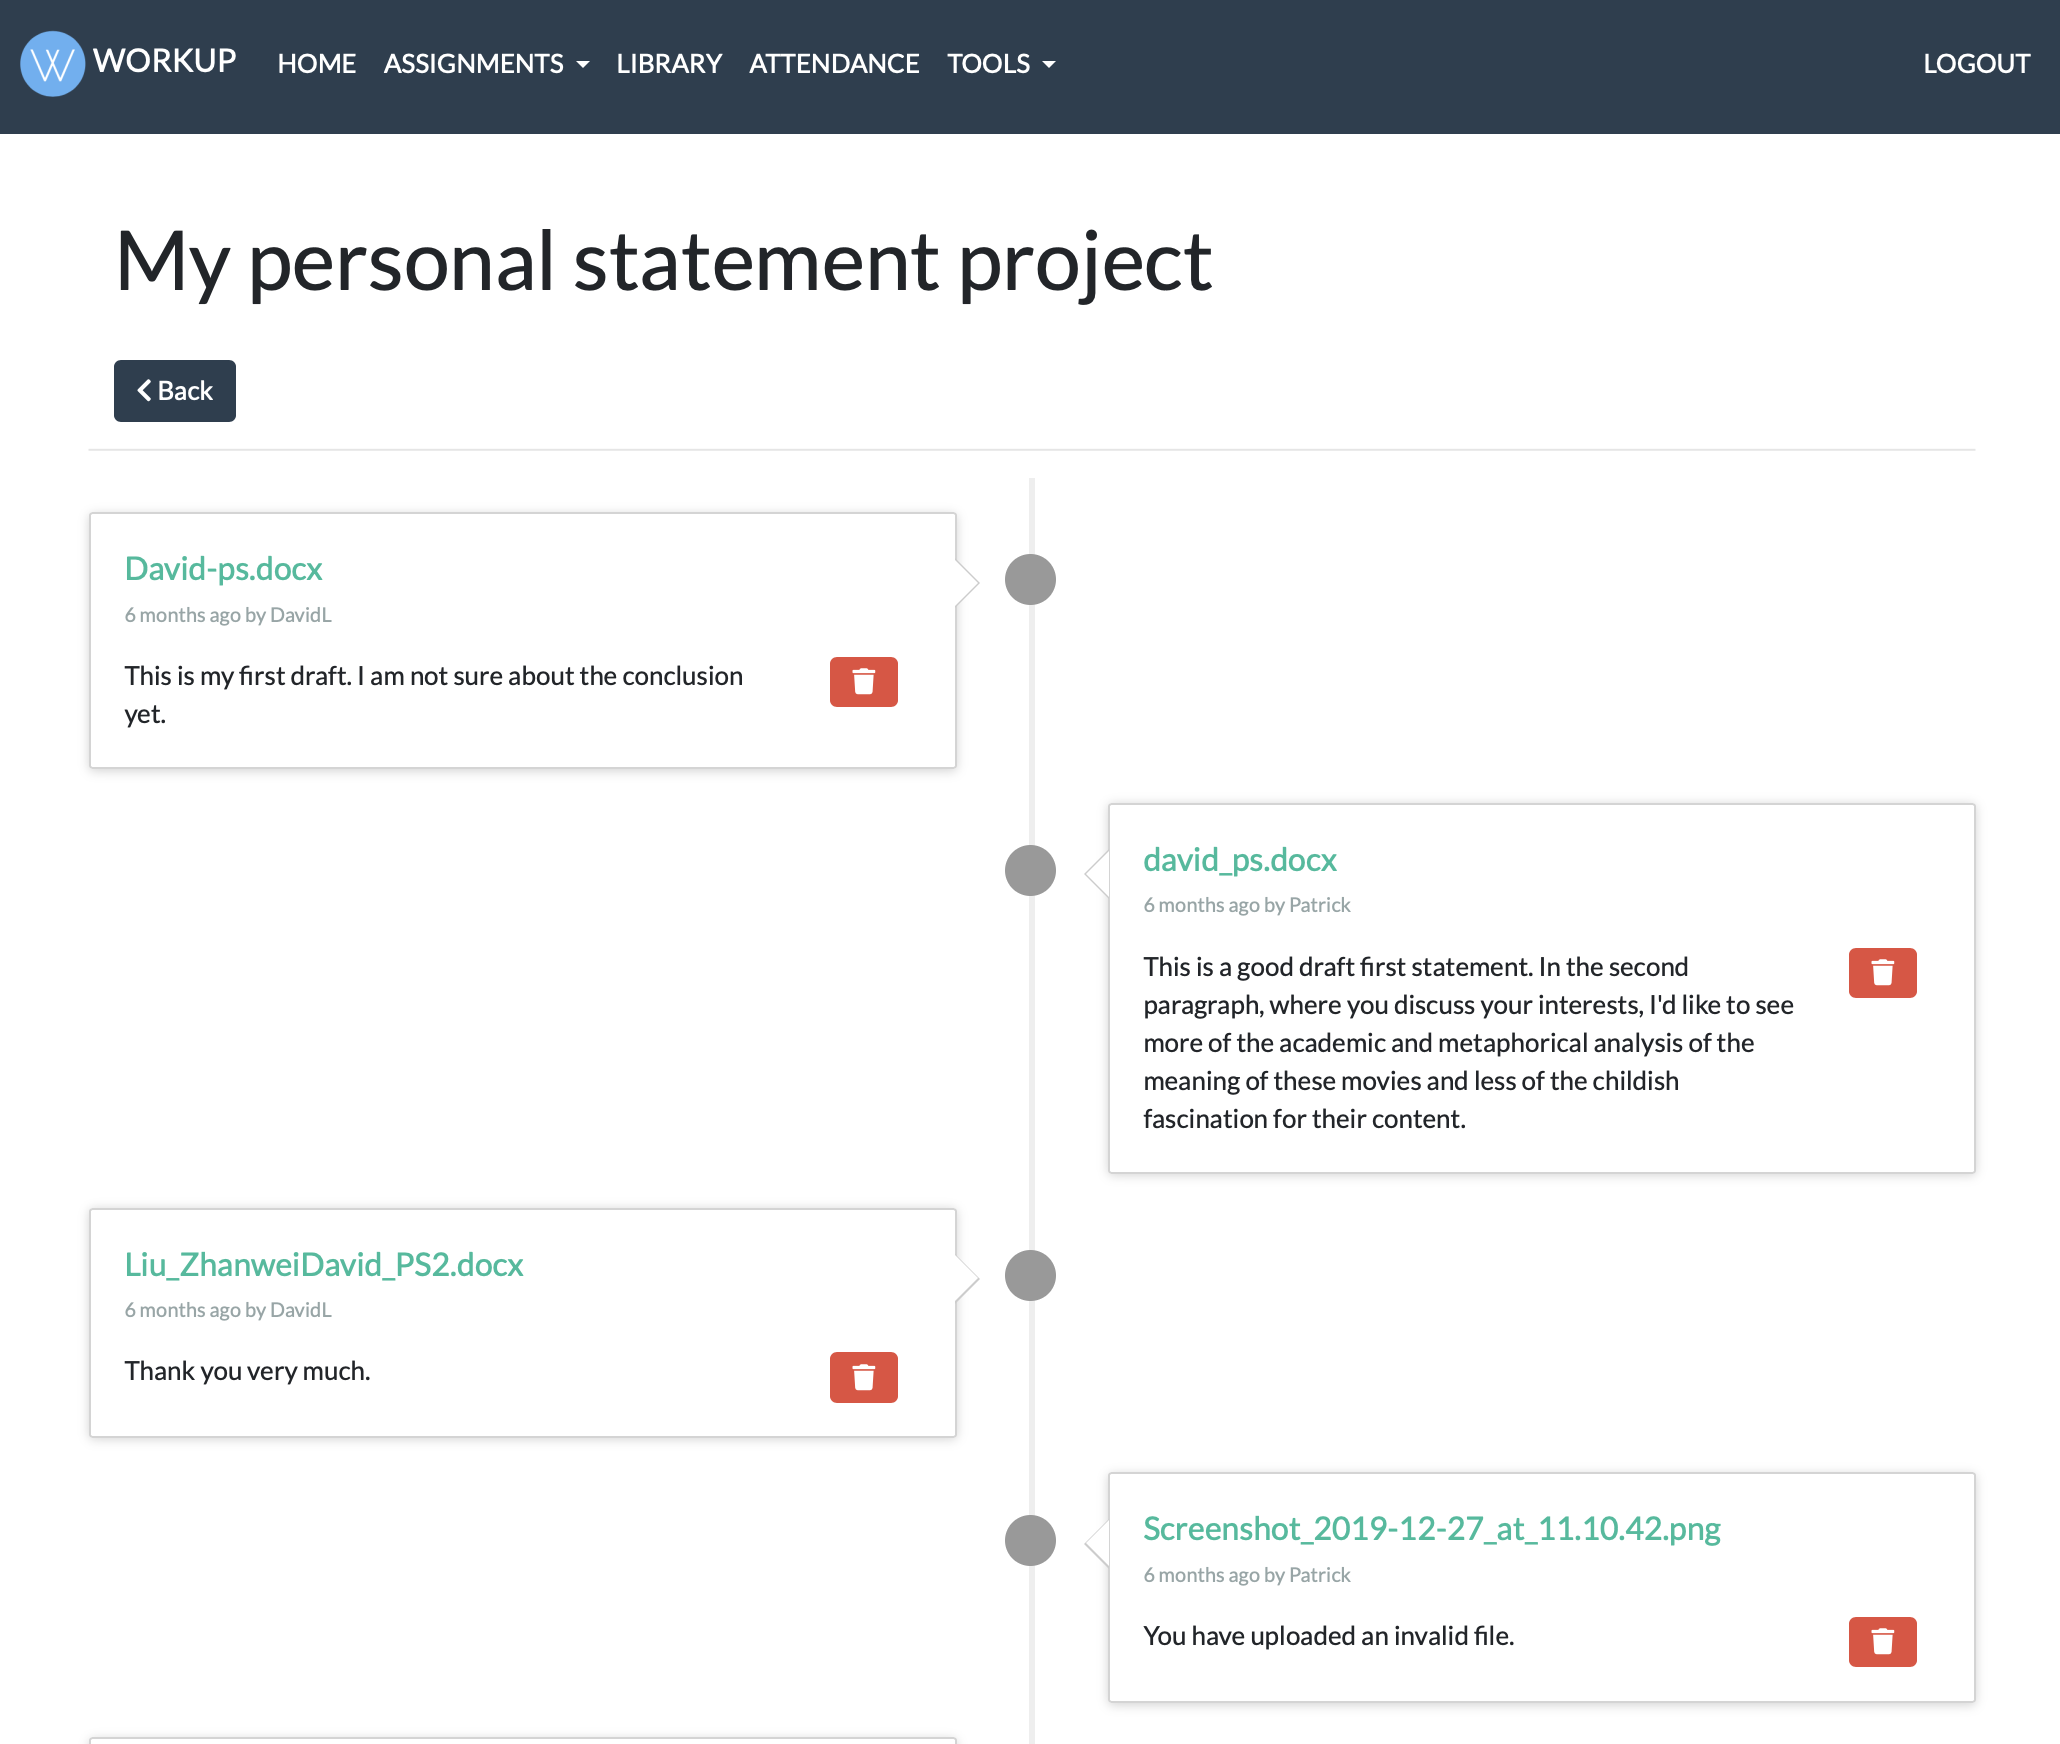 WORKUP HOME ASSIGNMENTS LIBRARY ATTENDANCE TOOLS LOGOUT
My personal statement project
Back
David-ps.docx
6 months ago by DavidL
This is my first draft. I am not sure about the conclusion
yet.
david_ps.docx
6 months ago by Patrick
This is a good draft first statement. In the second
paragraph, where you discuss your interests, I'd like to see
more of the academic and metaphorical analysis of the
meaning of these movies and less of the childish
fascination for their content.
Liu_ZhanweiDavid_PS2.docx
6 months ago by DavidL
Thank you very much.
Screenshot_2019-12-27_at_11.10.42.png
6 months ago by Patrick
You have uploaded an invalid file.